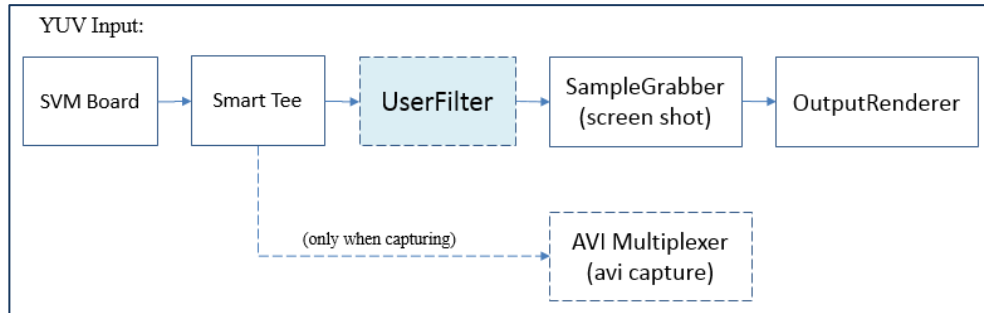 YUV Input:
SVM Board
Smart Tee
UserFilter
SampleGrabber
(screen shot)
OutputRenderer
(only when capturing)
AVI Multiplexer
(avi capture)